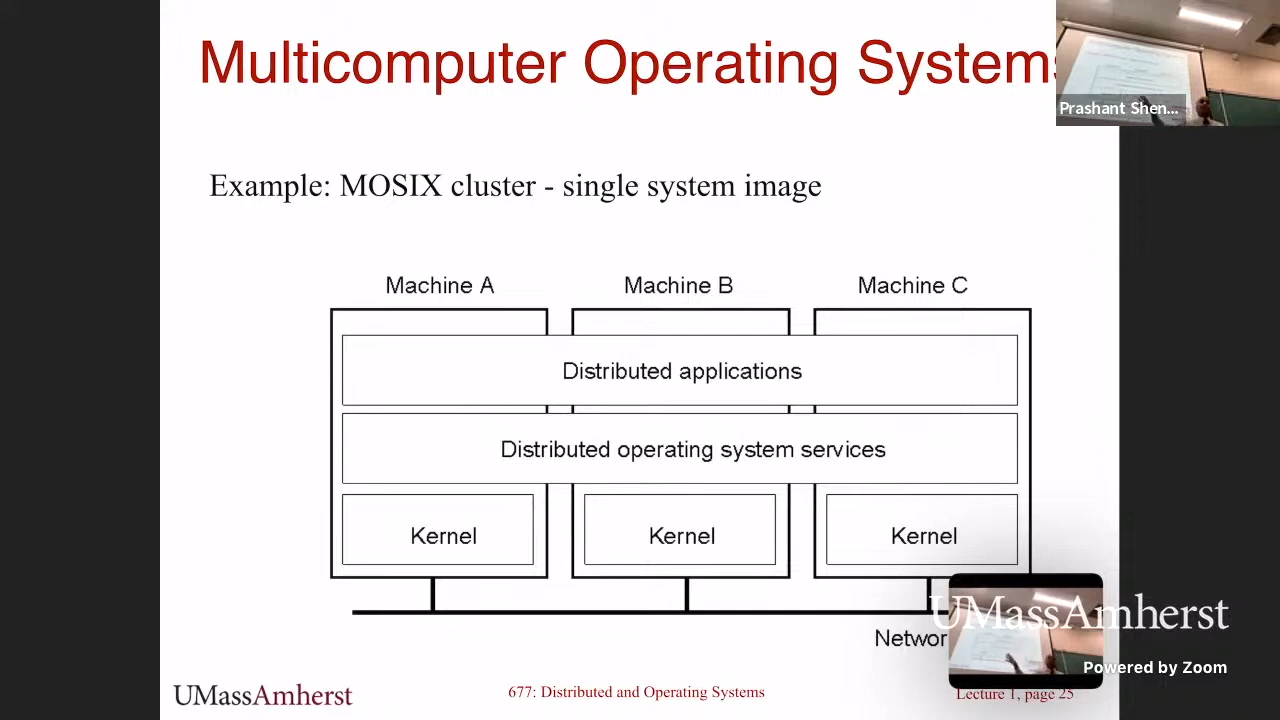 Multicomputer Operating Systems
Prashant Shen...
Example: MOSIX cluster - single system image
Machine A Machine B Machine C
Distributed applications
Distributed operating system services
Kernel Kernel Kernel
UMassAmherst
Networ
Powered by Zoom
UMassAmherst 677: Distributed and Operating Systems Lecture 1, page 25